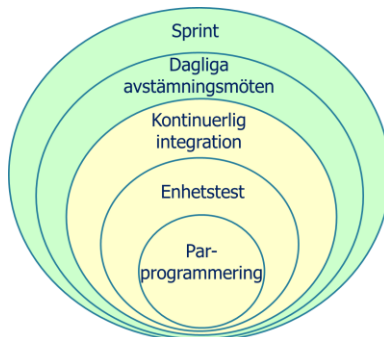 Sprint
Dagliga
avstämningsmöten
Kontinuerlig
integration
Enhetstest
Par-
programmering